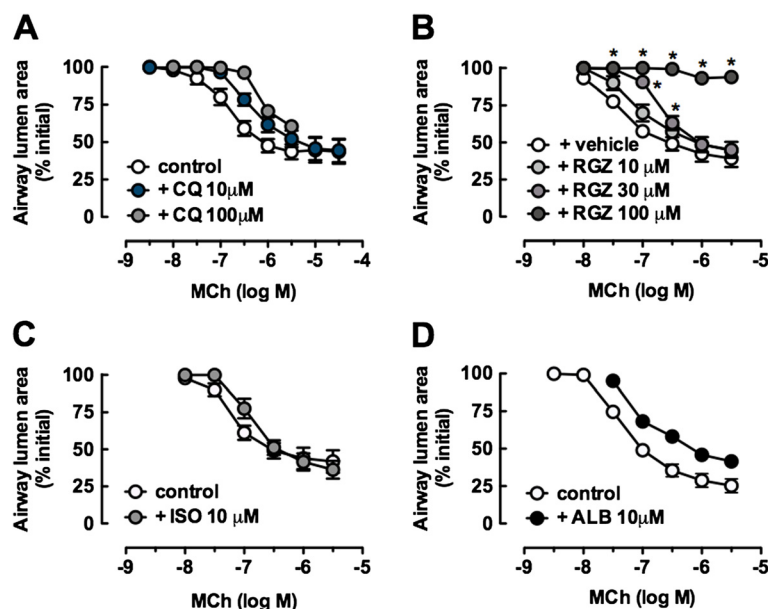 A
Airway lumen area
(% initial)
100
75
50
25
0
control
+ CQ 10µM
+ CQ 100µM
-9 -8 -7 -6 -5 -4
MCh (log M)
B
Airway lumen area
(% initial)
100
75
50
25
0
* * * * *
*
*
+ vehicle
+ RGZ 10 µM
+ RGZ 30 µM
+ RGZ 100 µM
-9 -8 -7 -6 -5
MCh (log M)
C
Airway lumen area
(% initial)
100
75
50
25
0
control
+ ISO 10 µM
-9 -8 -7 -6 -5
MCh (log M)
D
Airway lumen area
(% initial)
100
75
50
25
0
control
+ ALB 10µM
-9 -8 -7 -6 -5
MCh (log M)